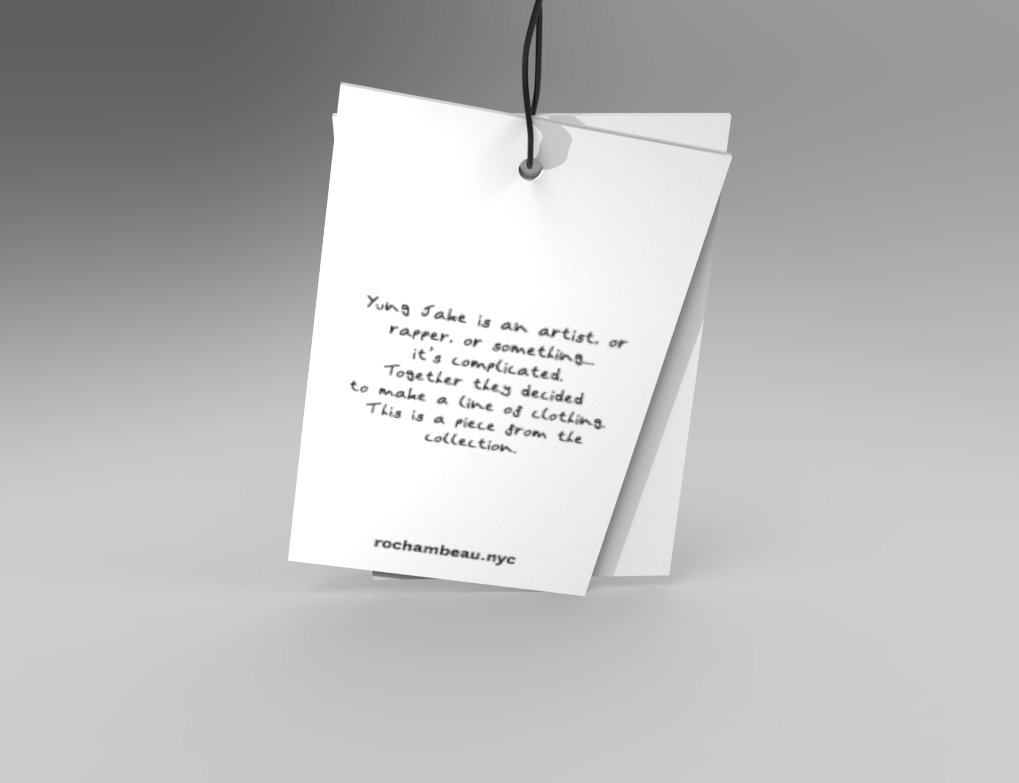 Yung Jake is an artist, or
rapper, or something...
it's complicated.
Together they decided
to make a line of clothing.
This is a piece from the
collection.
rochambeau.nyc